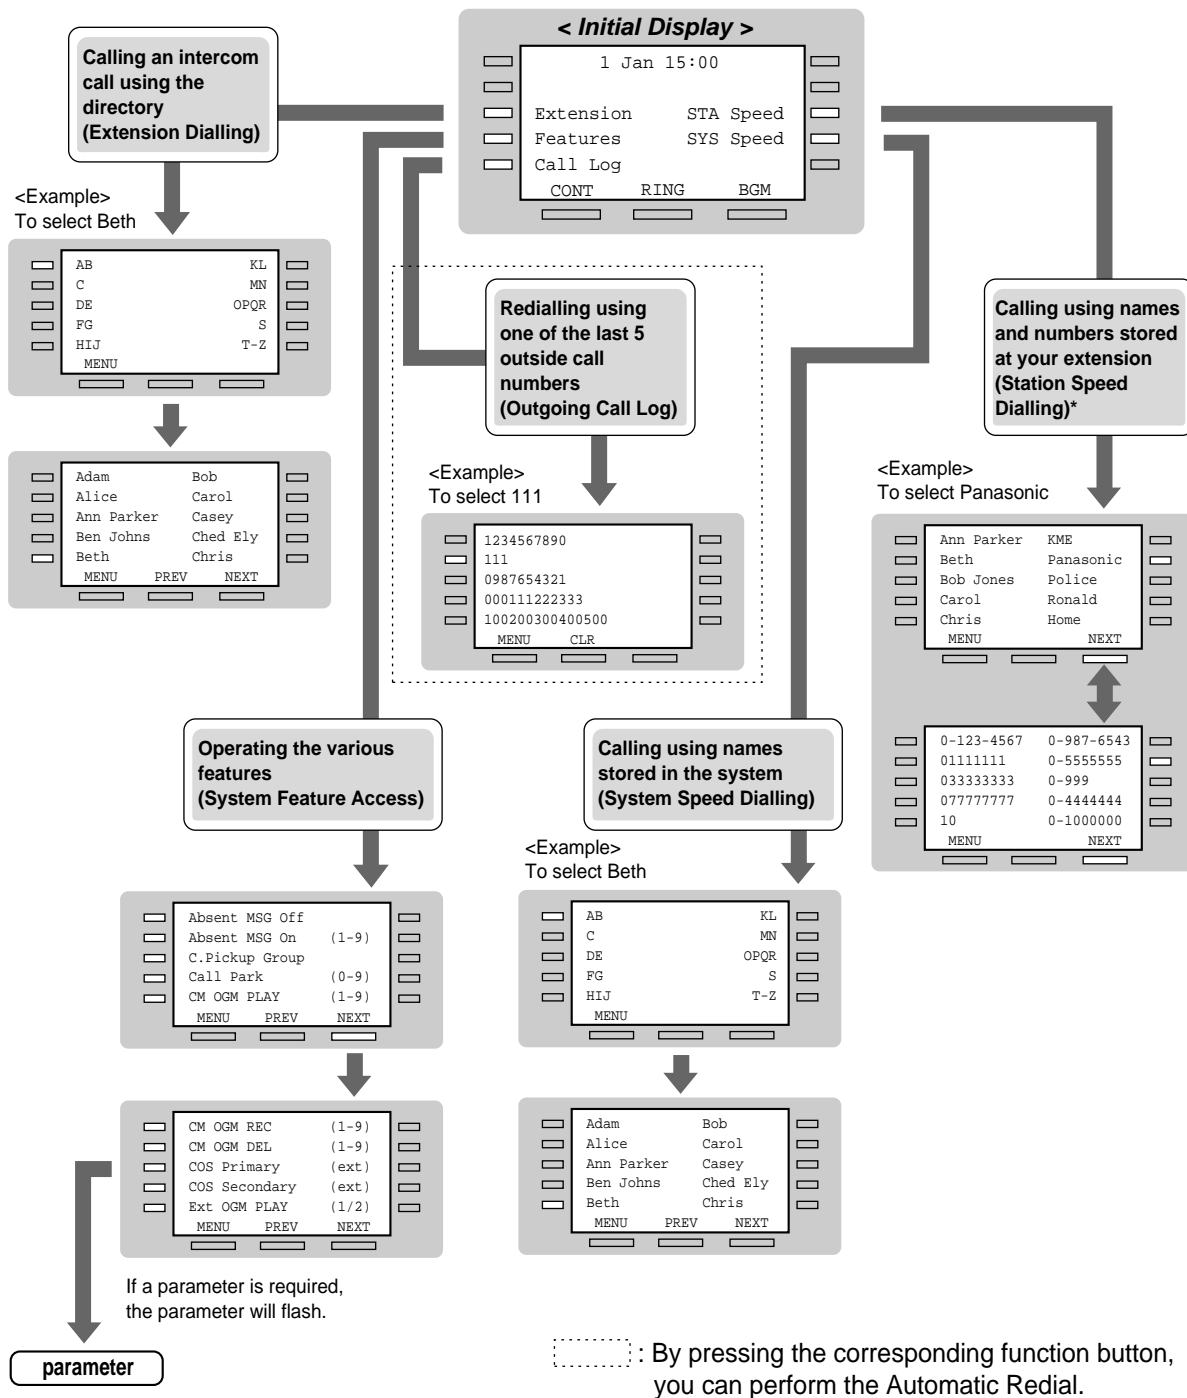 < Initial Display >
1 Jan 15:00
Extension STA Speed
Features SYS Speed
Call Log
CONT RING BGM
Calling an intercom
call using the
directory
(Extension Dialling)
<Example>
To select Beth
AB KL
C MN
DE OPQR
FG S
HIJ T-Z
MENU
Adam Bob
Alice Carol
Ann Parker Casey
Ben Johns Ched Ely
Beth Chris
MENU PREV NEXT
Redialling using
one of the last 5
outside call
numbers
(Outgoing Call Log)
<Example>
To select 111
1234567890
111
0987654321
000111222333
100200300400500
MENU CLR
Calling using names
and numbers stored
at your extension
(Station Speed
Dialling)*
<Example>
To select Panasonic
Ann Parker KME
Beth Panasonic
Bob Jones Police
Carol Ronald
Chris Home
MENU NEXT
0-123-4567 0-987-6543
01111111 0-5555555
033333333 0-999
077777777 0-4444444
10 0-1000000
MENU NEXT
Operating the various
features
(System Feature Access)
Absent MSG Off
Absent MSG On (1-9)
C.Pickup Group
Call Park (0-9)
CM OGM PLAY (1-9)
MENU PREV NEXT
CM OGM REC (1-9)
CM OGM DEL (1-9)
COS Primary (ext)
COS Secondary (ext)
Ext OGM PLAY (1/2)
MENU PREV NEXT
If a parameter is required,
the parameter will flash.
parameter
Calling using names
stored in the system
(System Speed Dialling)
<Example>
To select Beth
AB KL
C MN
DE OPQR
FG S
HIJ T-Z
MENU
Adam Bob
Alice Carol
Ann Parker Casey
Ben Johns Ched Ely
Beth Chris
MENU PREV NEXT
: By pressing the corresponding function button,
you can perform the Automatic Redial.